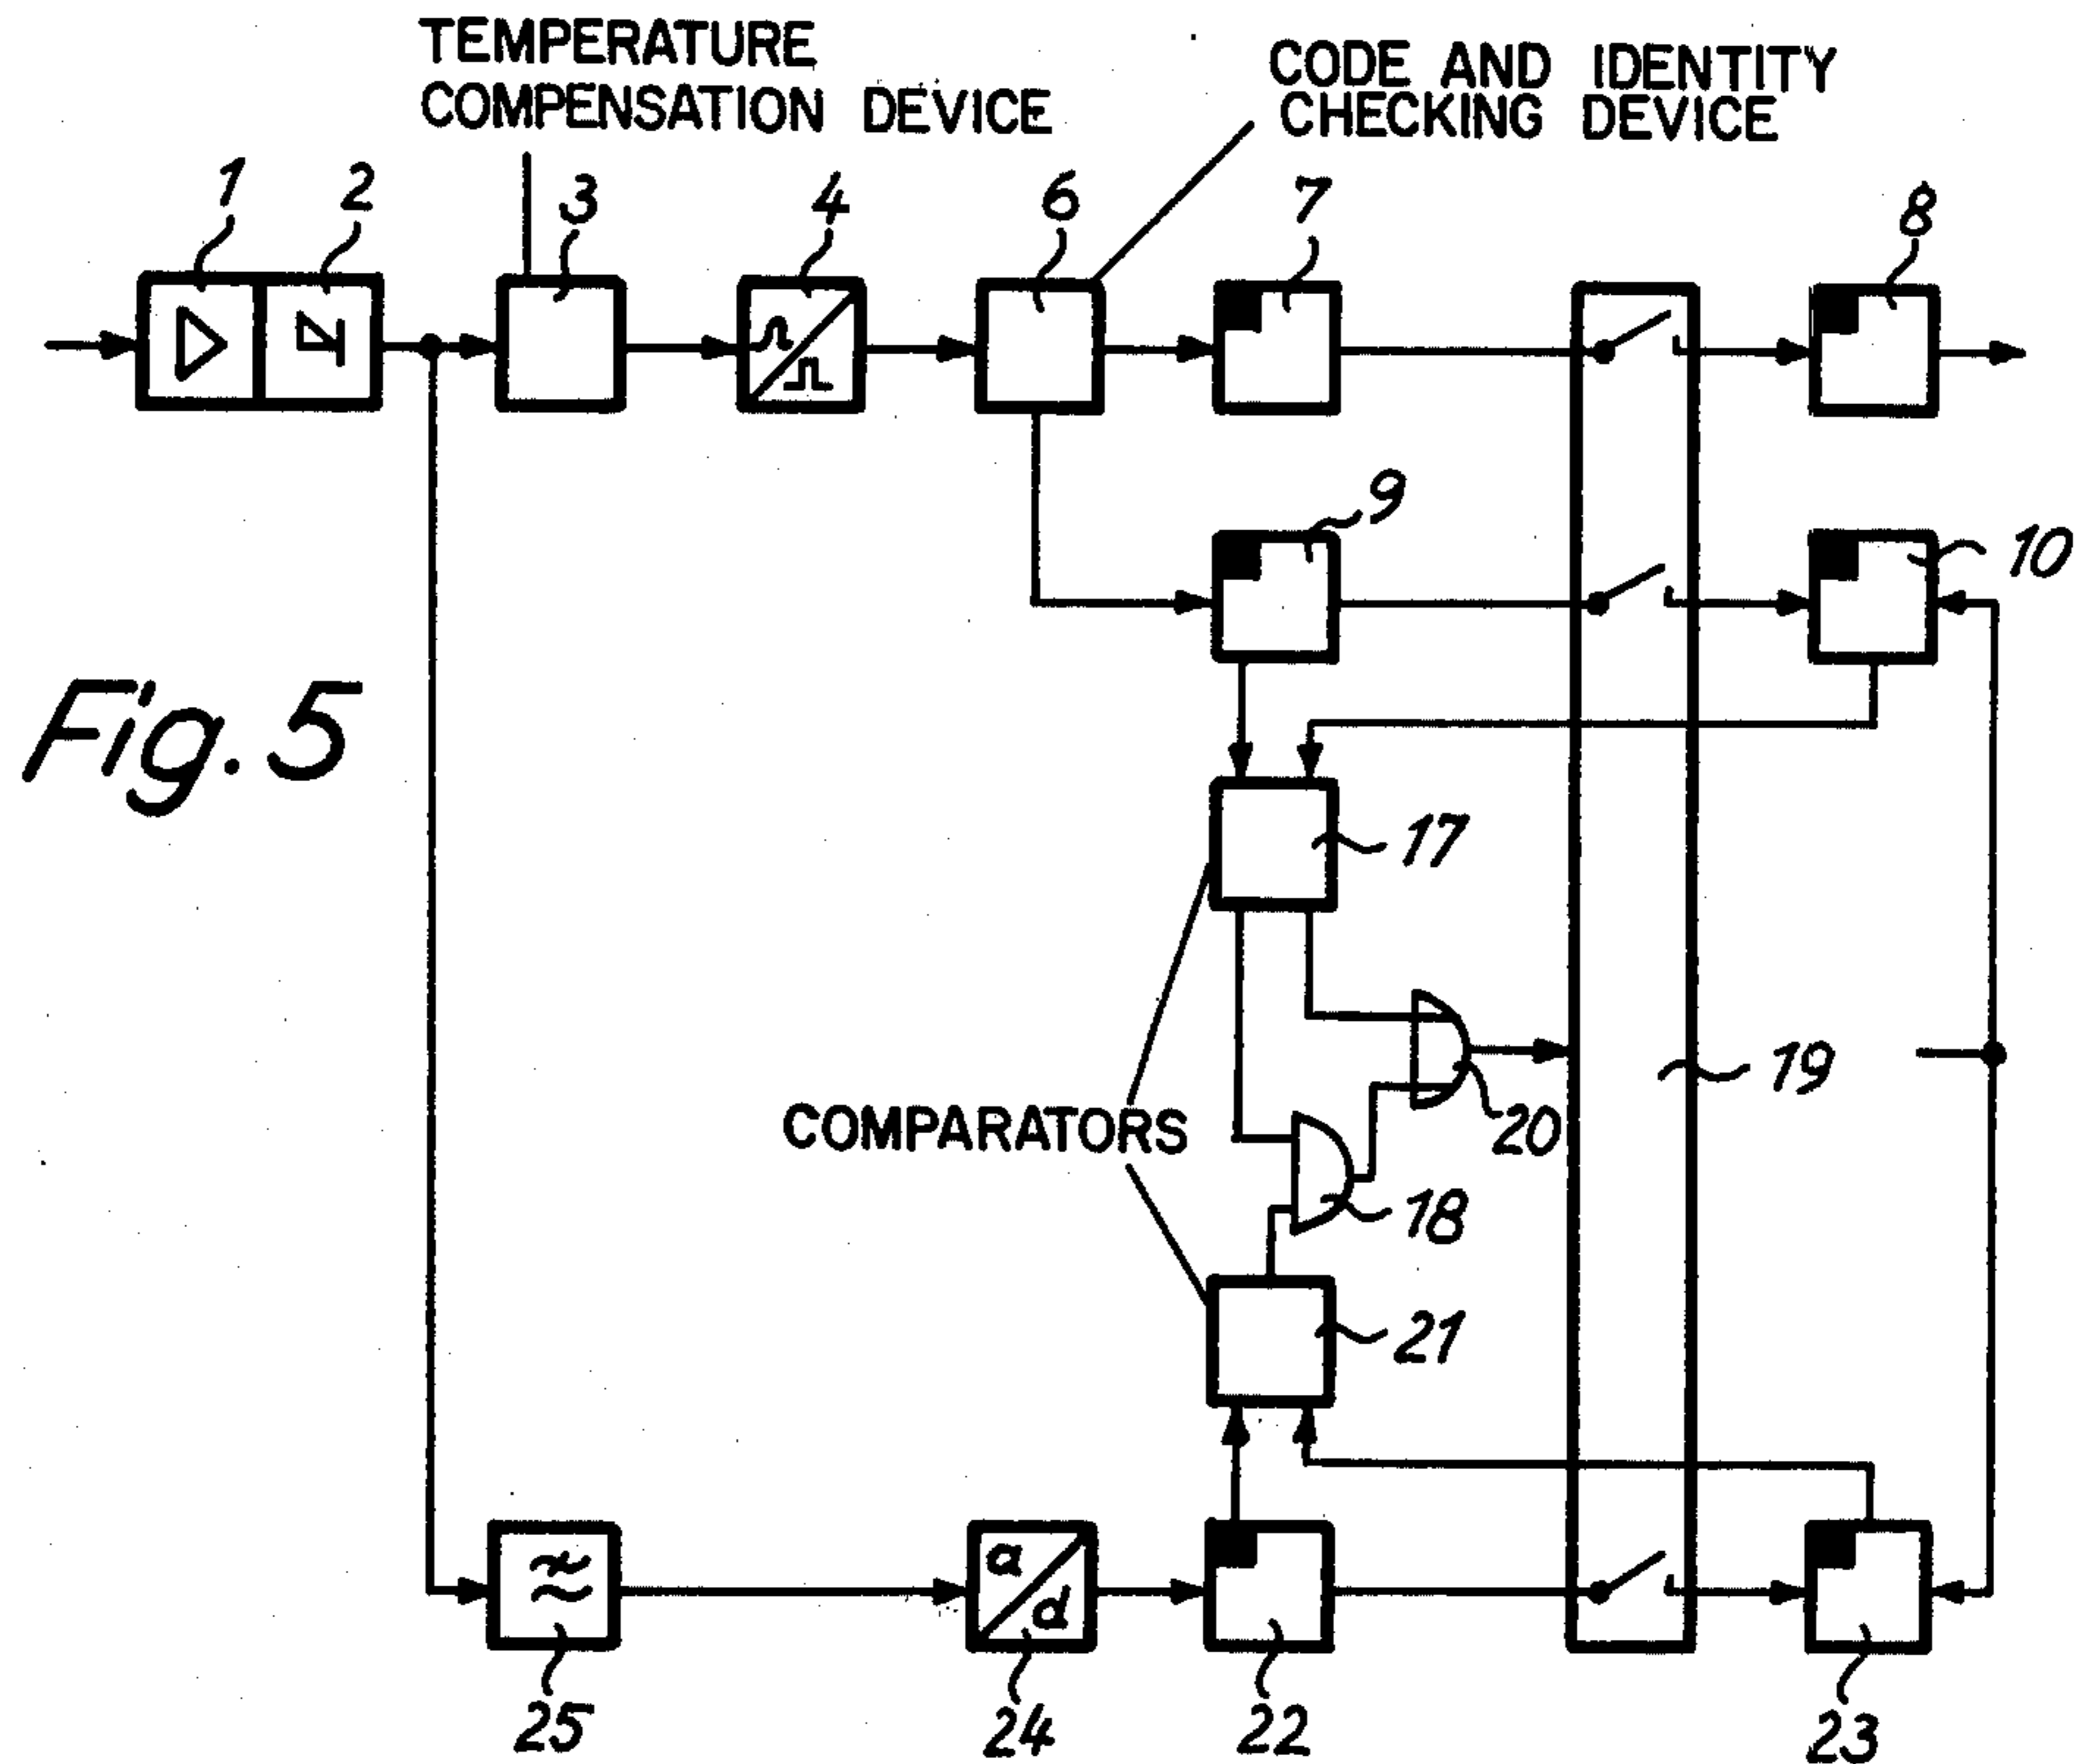 TEMPERATURE
COMPENSATION DEVICE
CODE AND IDENTITY
CHECKING DEVICE
1
2
3
4
6
7
8
9
10
Fig. 5
17
19
COMPARATORS
20
18
21
a
d
25
24
22
23